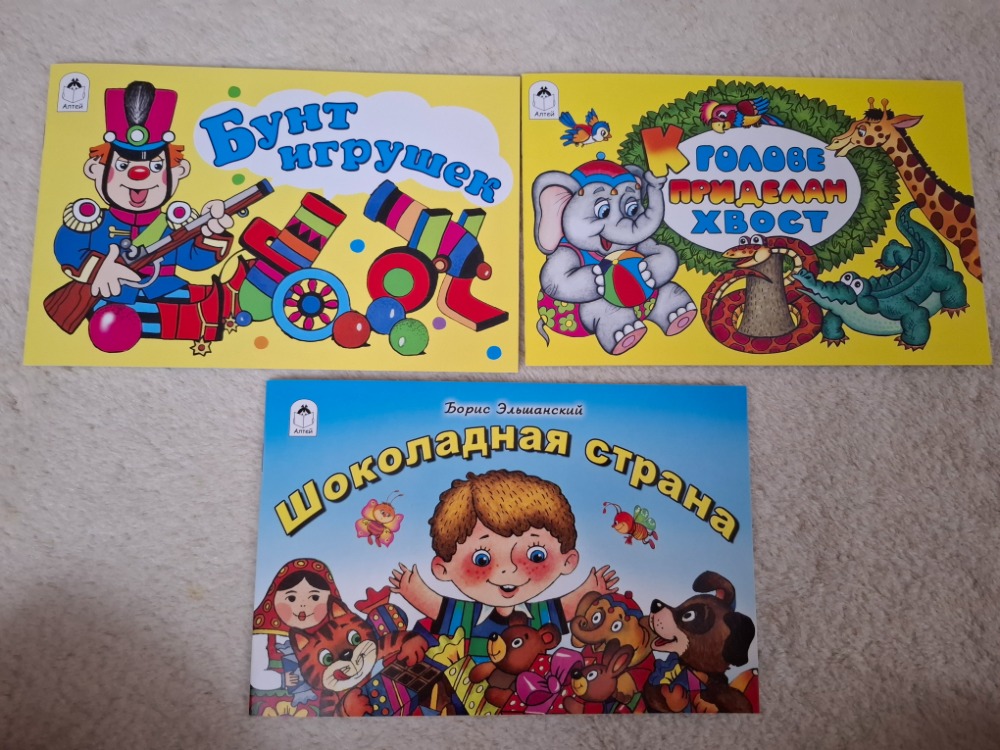 Алтей
Бунт
игрушек
Алтей
К ГОЛОВЕ
ПРИДЕЛАН
ХВОСТ
Алтей
Борис Эльшанский
Шоколадная страна